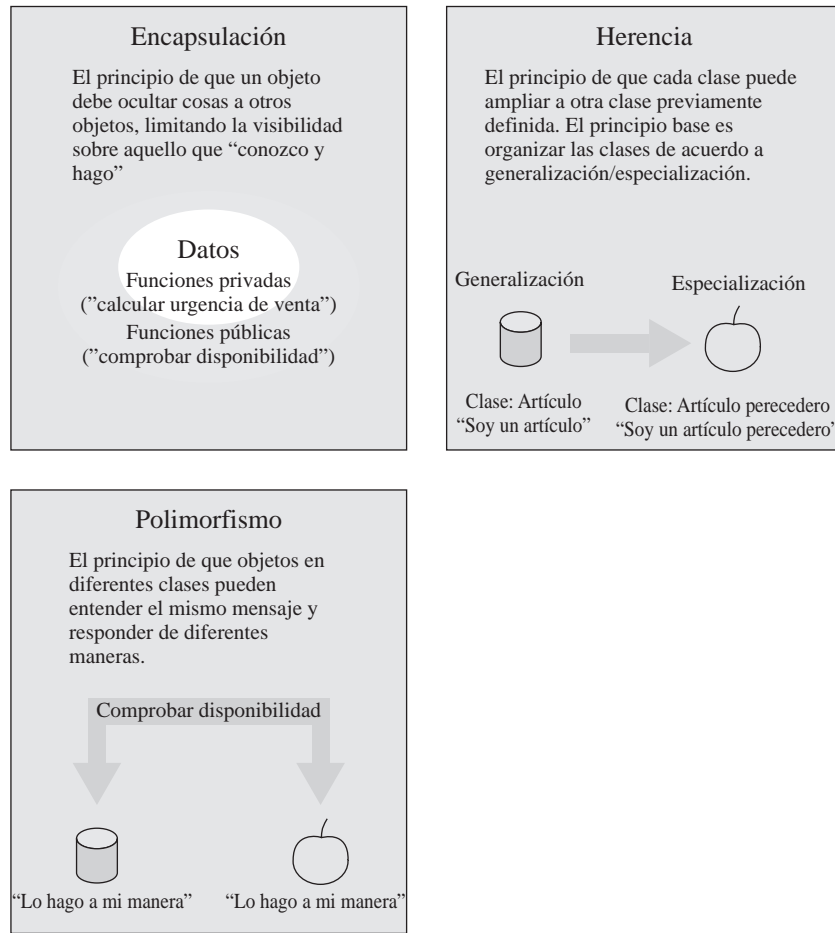 Encapsulación
El principio de que un objeto
debe ocultar cosas a otros
objetos, limitando la visibilidad
sobre aquello que “conozco y
hago”
Datos
Funciones privadas
(”calcular urgencia de venta”)
Funciones públicas
(”comprobar disponibilidad”)
Herencia
El principio de que cada clase puede
ampliar a otra clase previamente
definida. El principio base es
organizar las clases de acuerdo a
generalización/especialización.
Generalización
Especialización
Clase: Artículo
“Soy un artículo”
Clase: Artículo perecedero
“Soy un artículo perecedero”
Polimorfismo
El principio de que objetos en
diferentes clases pueden
entender el mismo mensaje y
responder de diferentes
maneras.
Comprobar disponibilidad
“Lo hago a mi manera”
“Lo hago a mi manera”